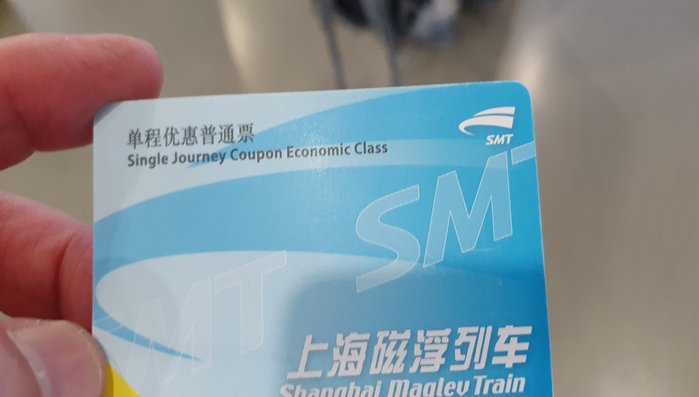 单程优惠普通票
Single Journey Coupon Economic Class
SMT
SMT
MT
上海磁浮列车
Shanghai Maglev Train